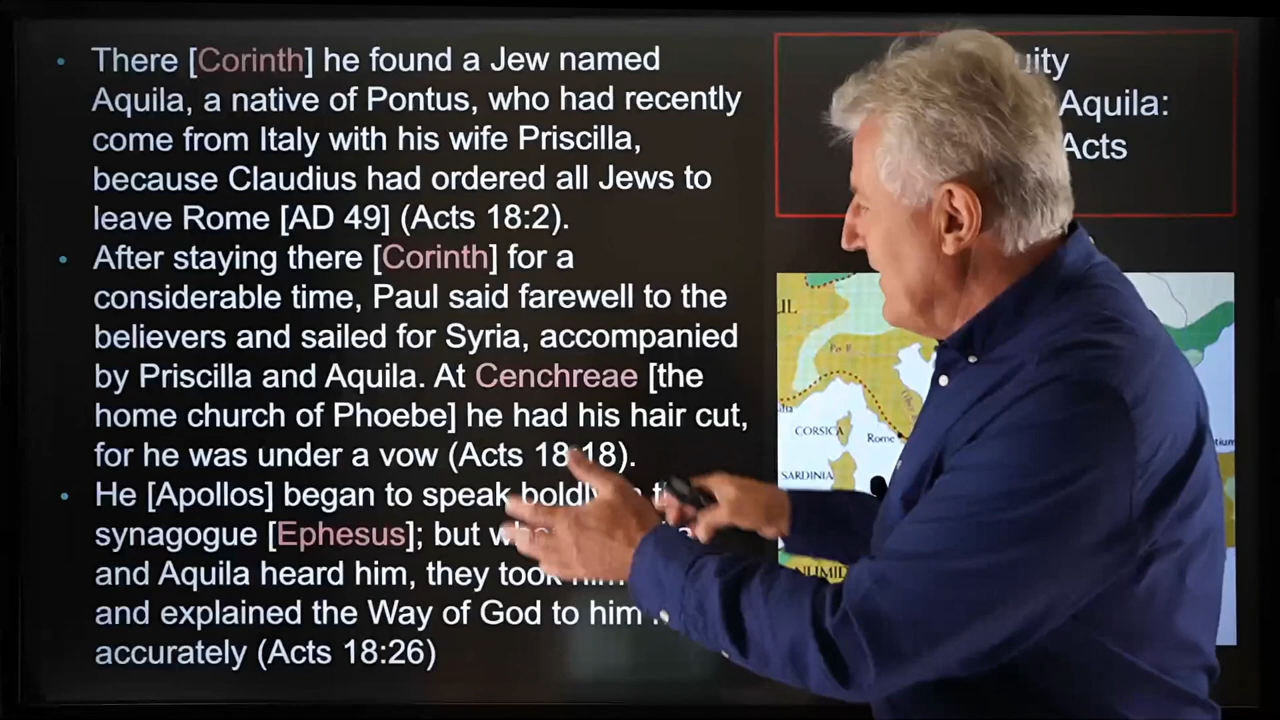 There [Corinth] he found a Jew named
Aquila, a native of Pontus, who had recently
come from Italy with his wife Priscilla,
because Claudius had ordered all Jews to
leave Rome [AD 49] (Acts 18:2).
After staying there [Corinth] for a
considerable time, Paul said farewell to the
believers and sailed for Syria, accompanied
by Priscilla and Aquila. At Cenchreae [the
home church of Phoebe] he had his hair cut,
for he was under a vow (Acts 18:18).
He [Apollos] began to speak boldly
synagogue [Ephesus]; but
and Aquila heard him, they took him
and explained the Way of God to him
accurately (Acts 18:26)
Aquila:
Acts
CORSICA
Rome
SARDINIA